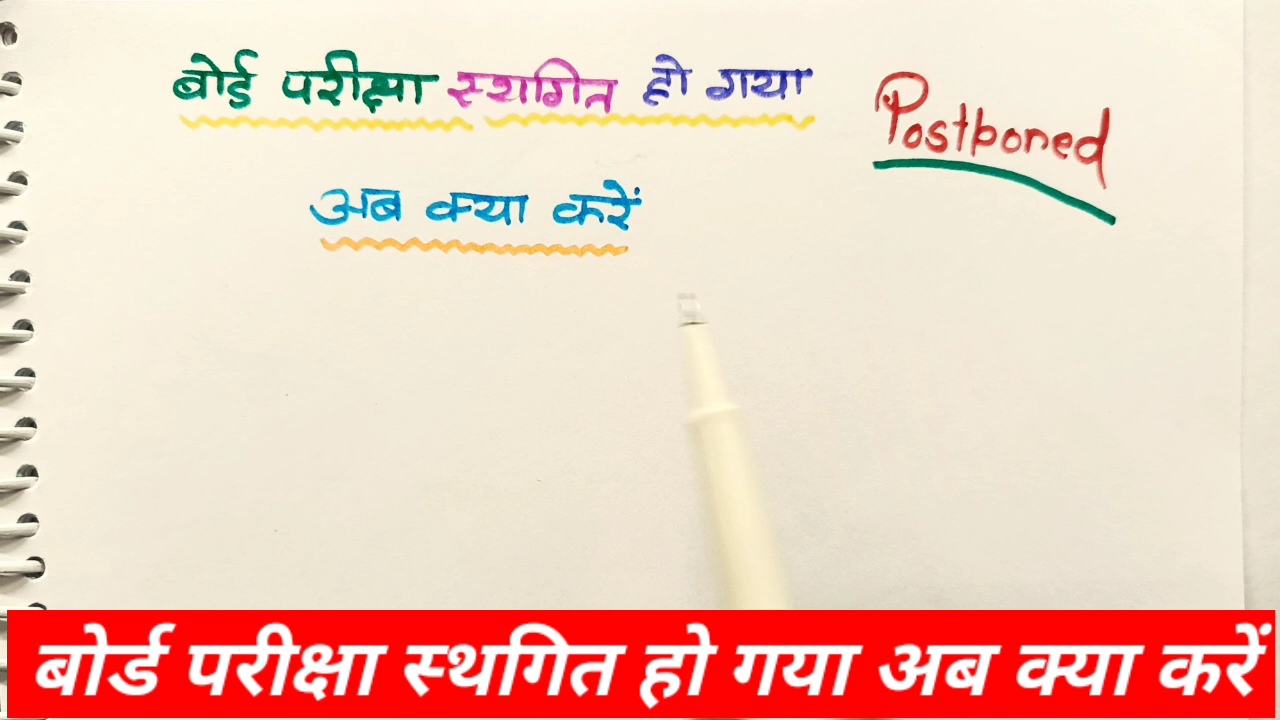 बोर्ड परीक्षा स्थगित हो गया
Postponed
अब क्या करें
बोर्ड परीक्षा स्थगित हो गया अब क्या करें